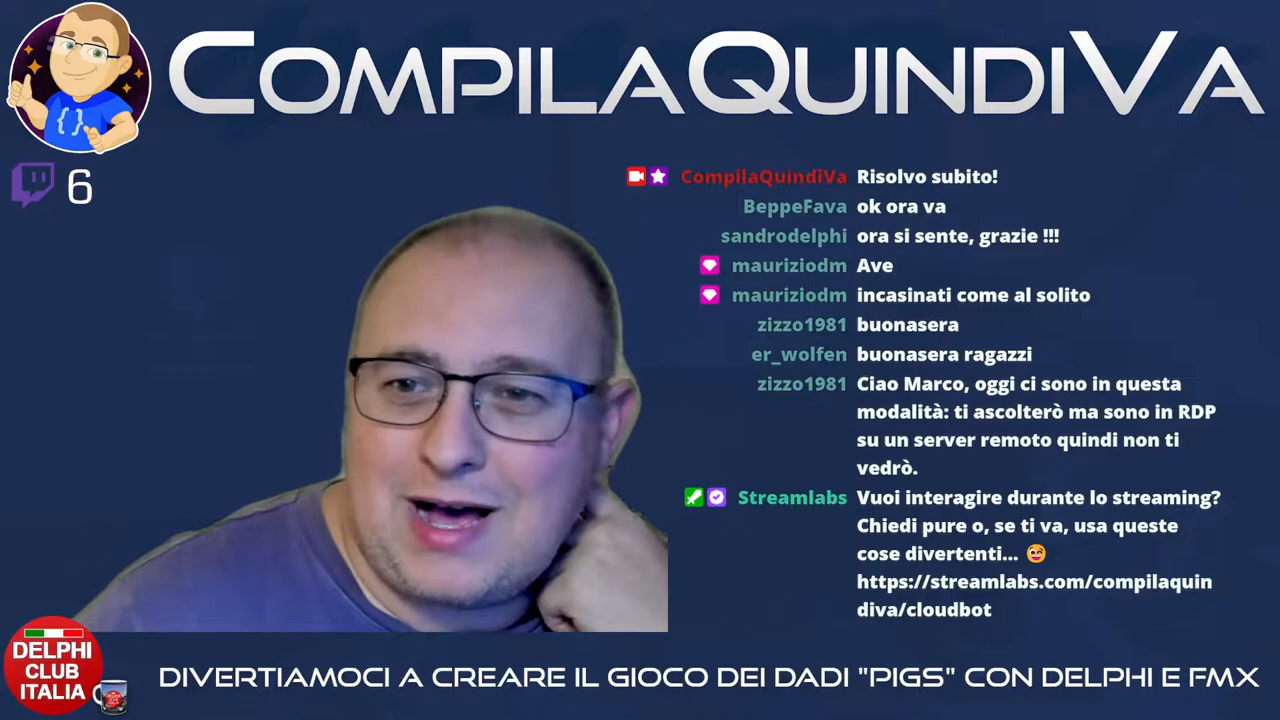 COMPILAQUINDIVA
{ }
6
CompilaQuindiVa Risolvo subito!
BeppeFava ok ora va
sandrodelphi ora si sente, grazie !!!
mauriziodm Ave
mauriziodm incasinati come al solito
zizzo1981 buonasera
er_wolfen buonasera ragazzi
zizzo1981 Ciao Marco, oggi ci sono in questa
modalità: ti ascolterò ma sono in RDP
su un server remoto quindi non ti
vedrò.
Streamlabs Vuoi interagire durante lo streaming?
Chiedi pure o, se ti va, usa queste
cose divertenti... 😊
https://streamlabs.com/compilaquin
diva/cloudbot
DELPHI
CLUB
ITALIA
DIVERTIAMOCI A CREARE IL GIOCO DEI DADI "PIGS" CON DELPHI E FMX